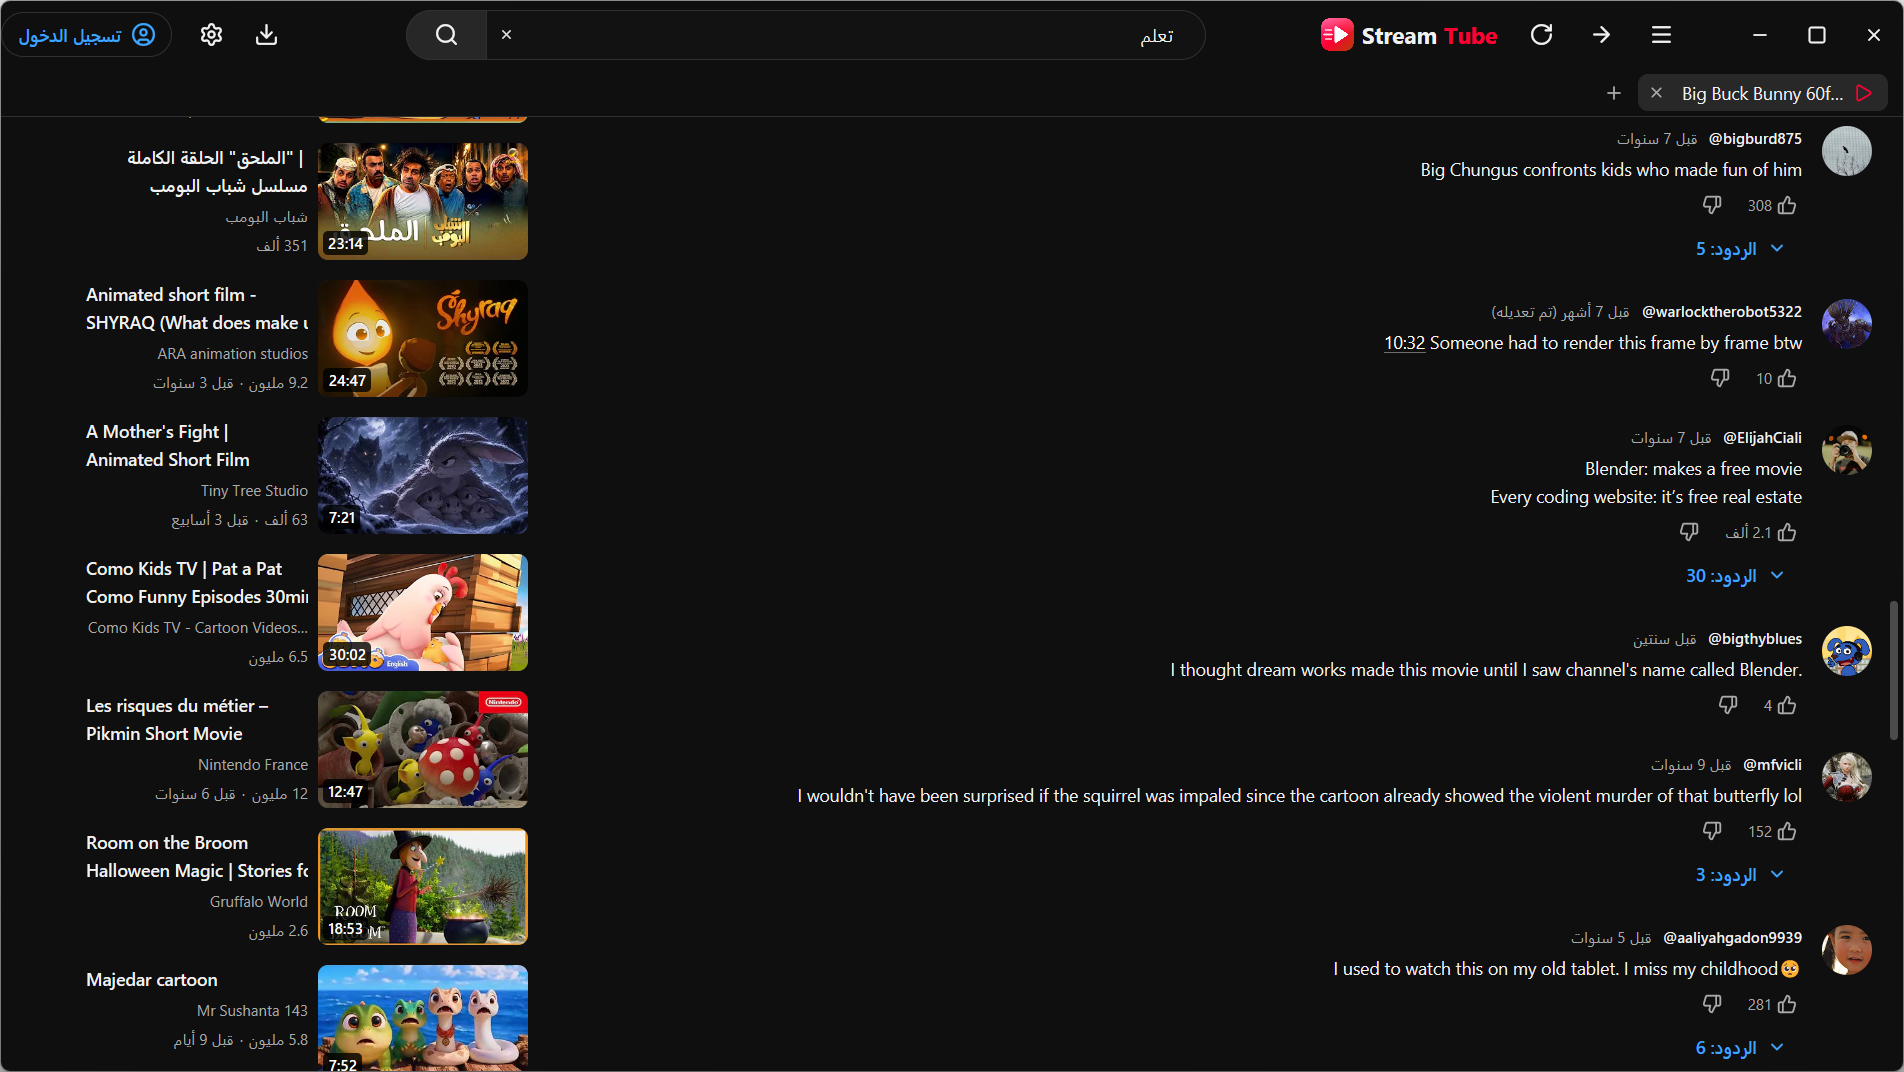 تسجيل الدخول
تعلم
Stream Tube
Big Buck Bunny 60f...
@bigburd875 قبل 7 سنوات
Big Chungus confronts kids who made fun of him
308
الردود: 5
@warlocktherobot5322 قبل 7 أشهر (تم تعديله)
10:32 Someone had to render this frame by frame btw
10
@ElijahCiali قبل 7 سنوات
Blender: makes a free movie
Every coding website: it’s free real estate
2.1 ألف
الردود: 30
@bigthyblues قبل سنتين
I thought dream works made this movie until I saw channel's name called Blender.
4
@mfvicli قبل 9 سنوات
I wouldn't have been surprised if the squirrel was impaled since the cartoon already showed the violent murder of that butterfly lol
152
الردود: 3
@aaliyahgadon9939 قبل 5 سنوات
I used to watch this on my old tablet. I miss my childhood🥺
281
الردود: 6
شباب البومب
الملحق
23:14
| "الملحق" الحلقة الكاملة
مسلسل شباب البومب
شباب البومب
351 ألف
Shyraq
24:47
Animated short film -
SHYRAQ (What does make u
ARA animation studios
9.2 مليون · قبل 3 سنوات
7:21
A Mother's Fight |
Animated Short Film
Tiny Tree Studio
63 ألف · قبل 3 أسابيع
English
30:02
Como Kids TV | Pat a Pat
Como Funny Episodes 30min
Como Kids TV - Cartoon Videos...
6.5 مليون
Nintendo
12:47
Les risques du métier –
Pikmin Short Movie
Nintendo France
12 مليون · قبل 6 سنوات
ROOM
18:53
Room on the Broom
Halloween Magic | Stories fo
Gruffalo World
2.6 مليون
7:52
Majedar cartoon
Mr Sushanta 143
5.8 مليون · قبل 9 أيام